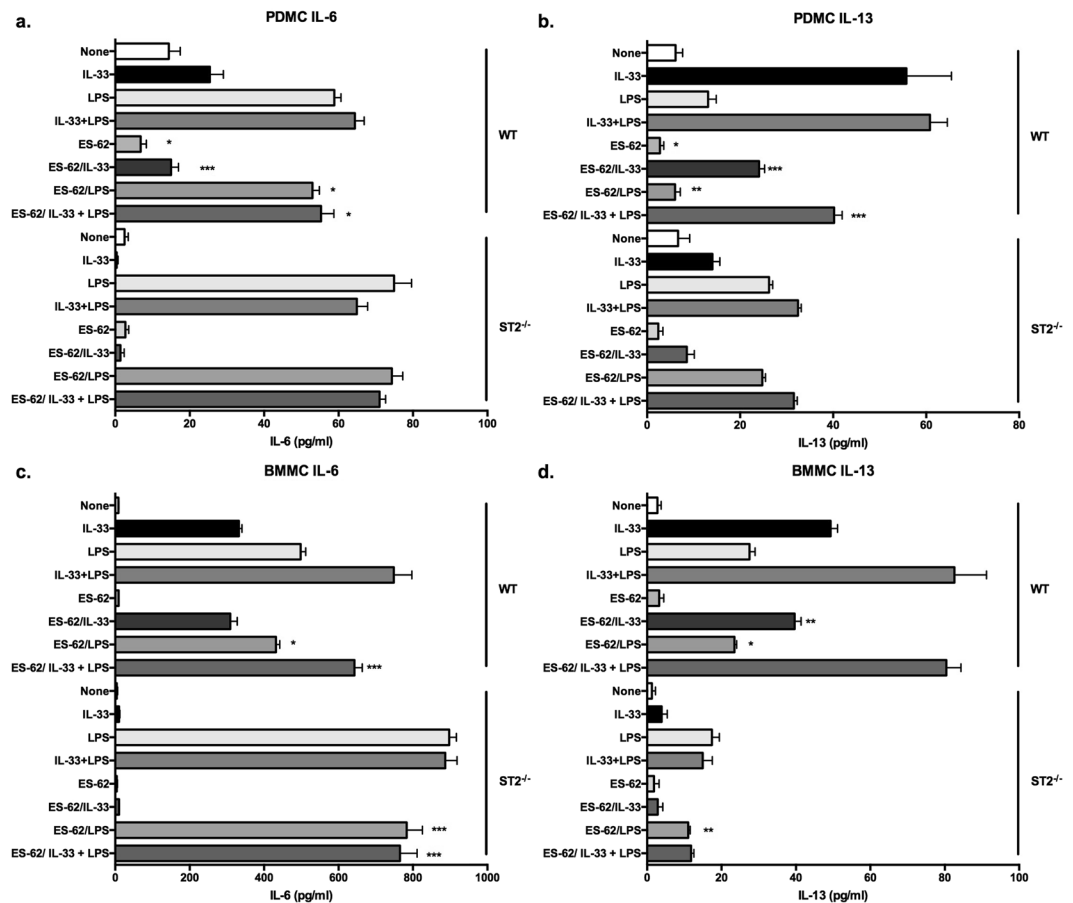 a.
PDMC IL-6
None
IL-33
LPS
IL-33+LPS
ES-62
*
ES-62/IL-33
***
ES-62/LPS
*
ES-62/ IL-33 + LPS
*
WT
None
IL-33
LPS
IL-33+LPS
ES-62
ES-62/IL-33
ES-62/LPS
ES-62/ IL-33 + LPS
ST2-/-
0 20 40 60 80 100
IL-6 (pg/ml)
b.
PDMC IL-13
None
IL-33
LPS
IL-33+LPS
ES-62
*
ES-62/IL-33
***
ES-62/LPS
**
ES-62/ IL-33 + LPS
***
WT
None
IL-33
LPS
IL-33+LPS
ES-62
ES-62/IL-33
ES-62/LPS
ES-62/ IL-33 + LPS
ST2-/-
0 20 40 60 80
IL-13 (pg/ml)
c.
BMMC IL-6
None
IL-33
LPS
IL-33+LPS
ES-62
ES-62/IL-33
ES-62/LPS
*
ES-62/ IL-33 + LPS
***
WT
None
IL-33
LPS
IL-33+LPS
ES-62
ES-62/IL-33
ES-62/LPS
***
ES-62/ IL-33 + LPS
***
ST2-/-
0 200 400 600 800 1000
IL-6 (pg/ml)
d.
BMMC IL-13
None
IL-33
LPS
IL-33+LPS
ES-62
ES-62/IL-33
**
ES-62/LPS
*
ES-62/ IL-33 + LPS
WT
None
IL-33
LPS
IL-33+LPS
ES-62
ES-62/IL-33
ES-62/LPS
**
ES-62/ IL-33 + LPS
ST2-/-
0 20 40 60 80 100
IL-13 (pg/ml)